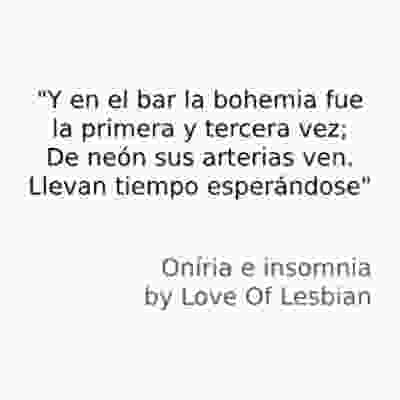 "Y en el bar la bohemia fue
la primera y tercera vez;
De neón sus arterias ven.
Llevan tiempo esperándose"
Oníria e insomnia
by Love Of Lesbian